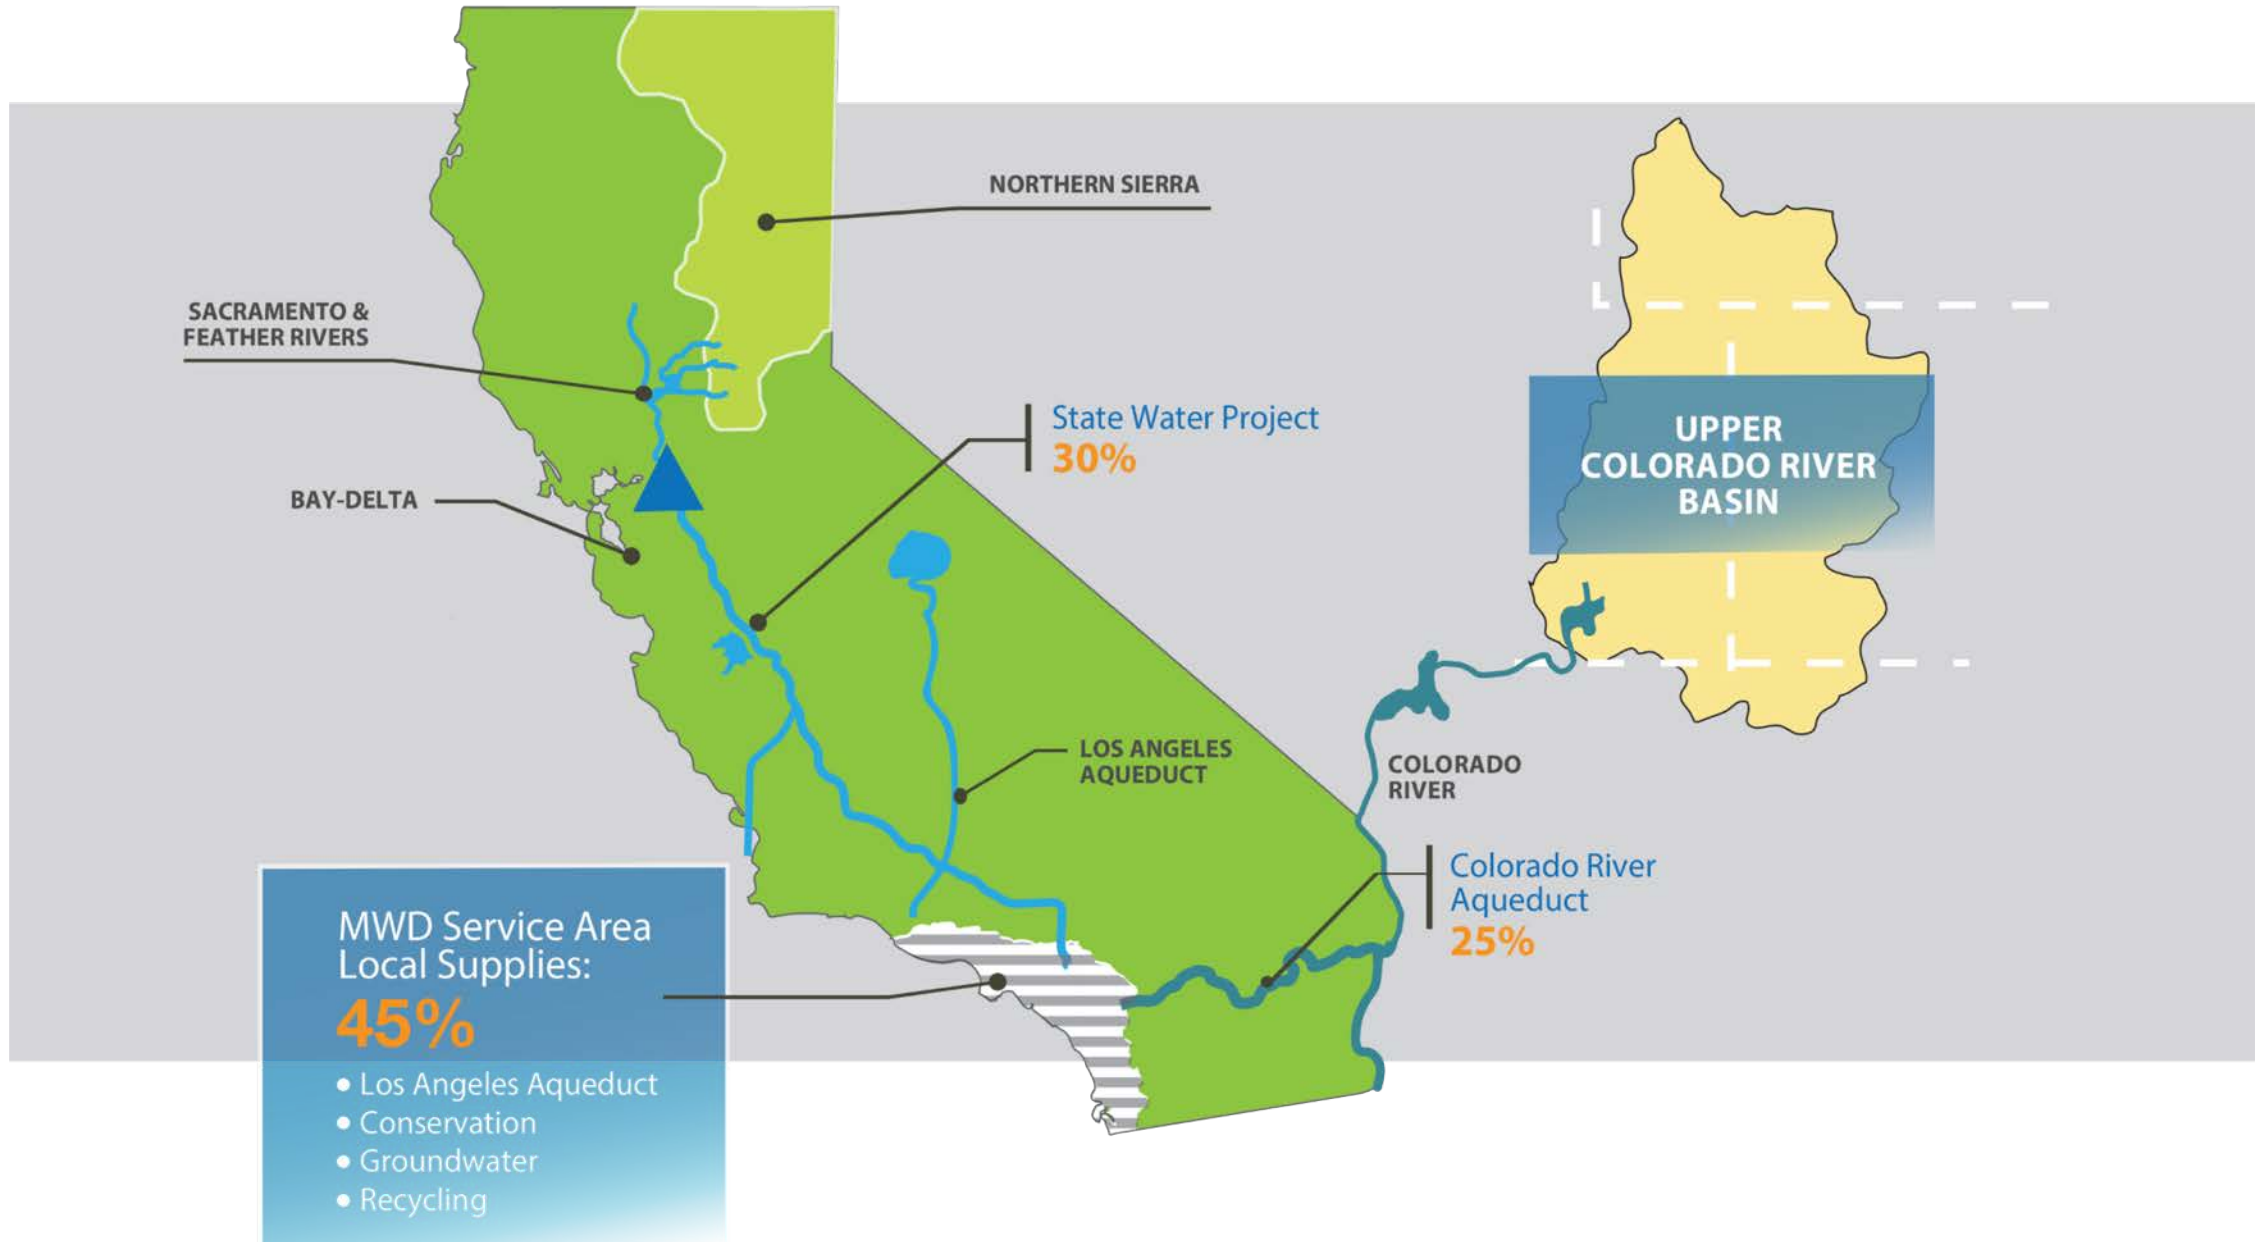 NORTHERN SIERRA
SACRAMENTO &
FEATHER RIVERS
State Water Project
30%
UPPER
COLORADO RIVER
BASIN
BAY-DELTA
LOS ANGELES
AQUEDUCT
COLORADO
RIVER
Colorado River
Aqueduct
25%
MWD Service Area
Local Supplies:
45%
• Los Angeles Aqueduct
• Conservation
• Groundwater
• Recycling